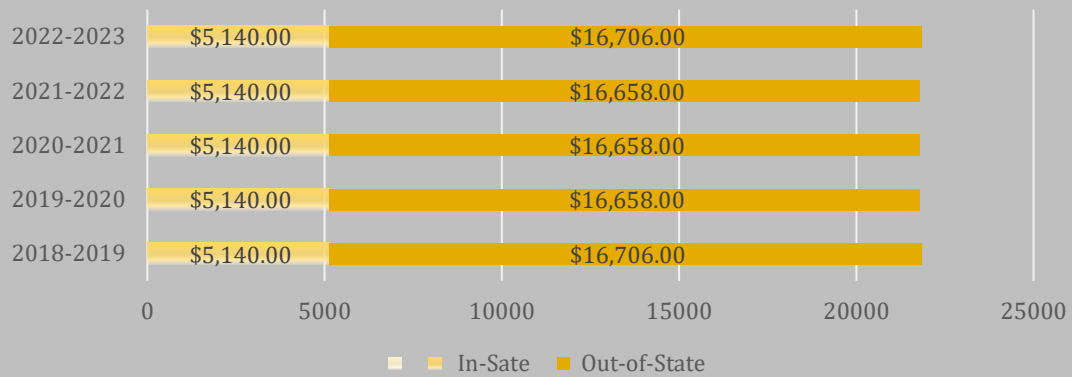 2022-2023 $5,140.00 $16,706.00
2021-2022 $5,140.00 $16,658.00
2020-2021 $5,140.00 $16,658.00
2019-2020 $5,140.00 $16,658.00
2018-2019 $5,140.00 $16,706.00
0 5000 10000 15000 20000 25000
In-Sate Out-of-State